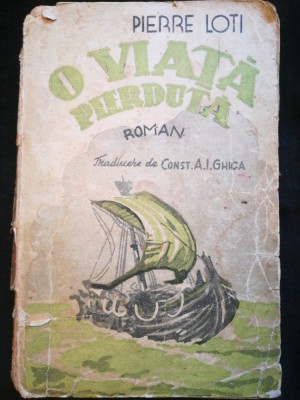 PIERRE LOTI
O VIAȚĂ
PIERDUTĂ
ROMAN
Traducere de CONST. A. I. GHICA